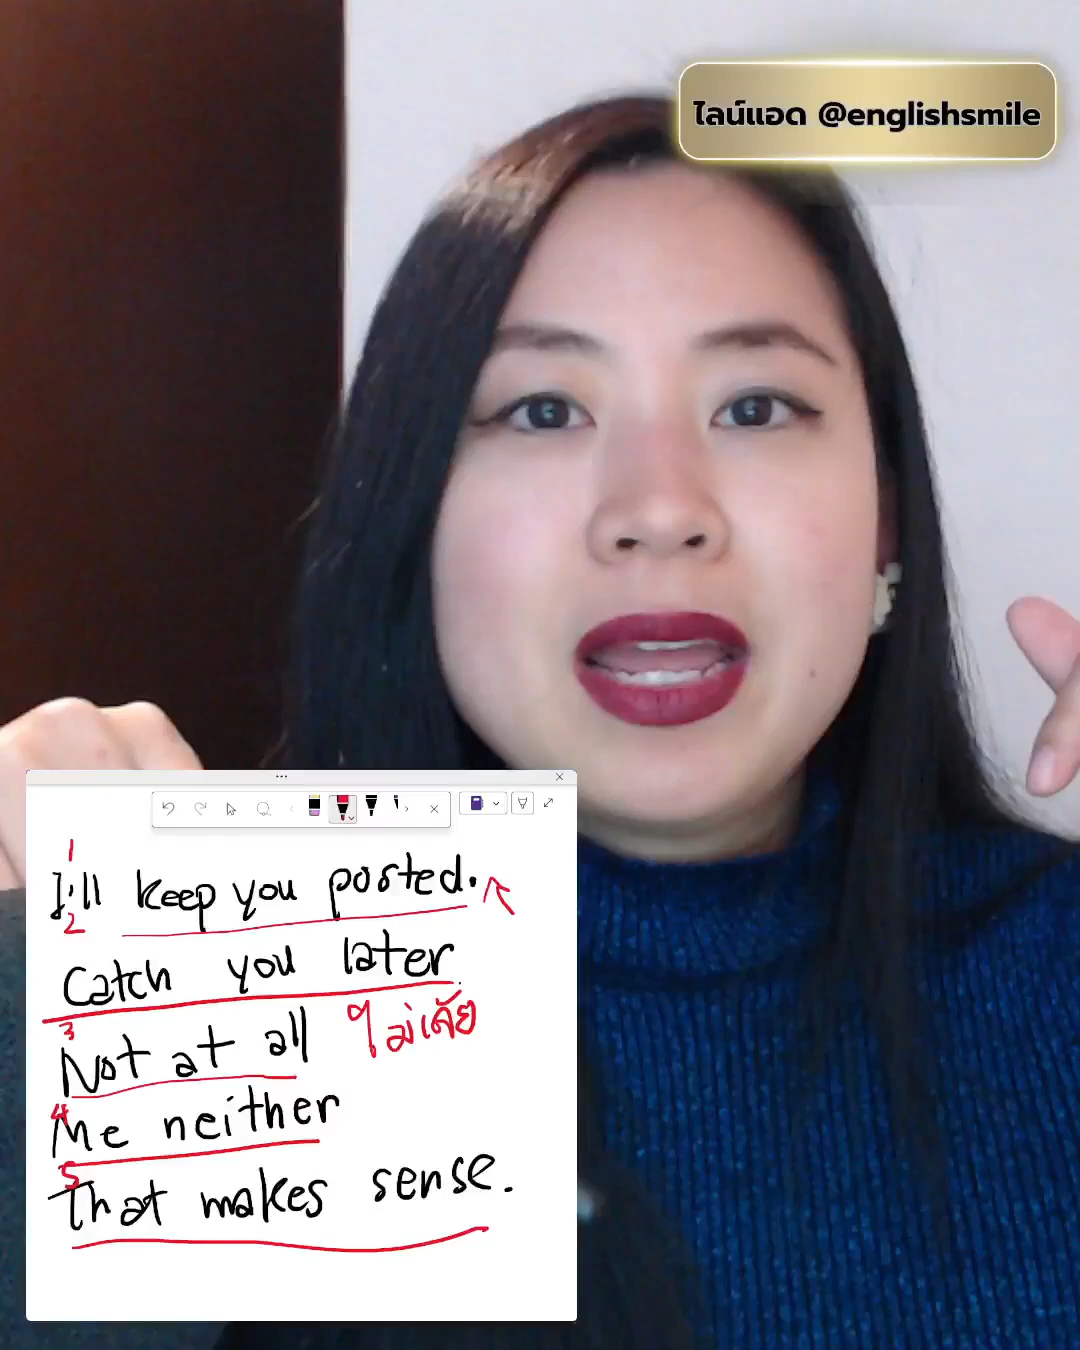 ไลน์แอด @englishsmile
1
I'll keep you posted.
2
Catch you later
3
Not at all ไม่เลย
4
Me neither
5
That makes sense.